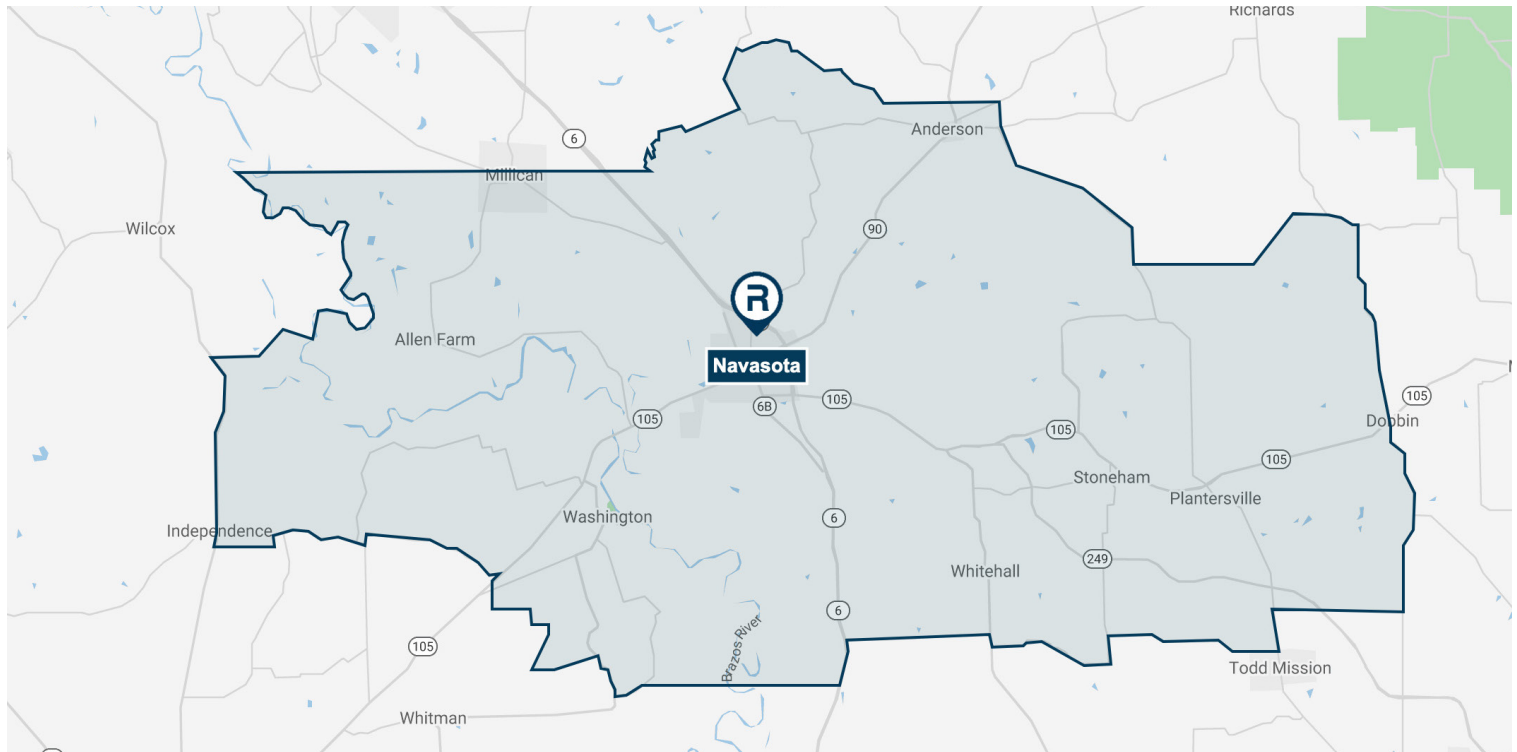 Richards
6
Anderson
Millican
Wilcox
90
R
Allen Farm
Navasota
105
6B
105
105
105
Dobbin
105
Stoneham
Plantersville
Independence
Washington
6
249
Whitehall
6
105
Brazos River
Todd Mission
Whitman